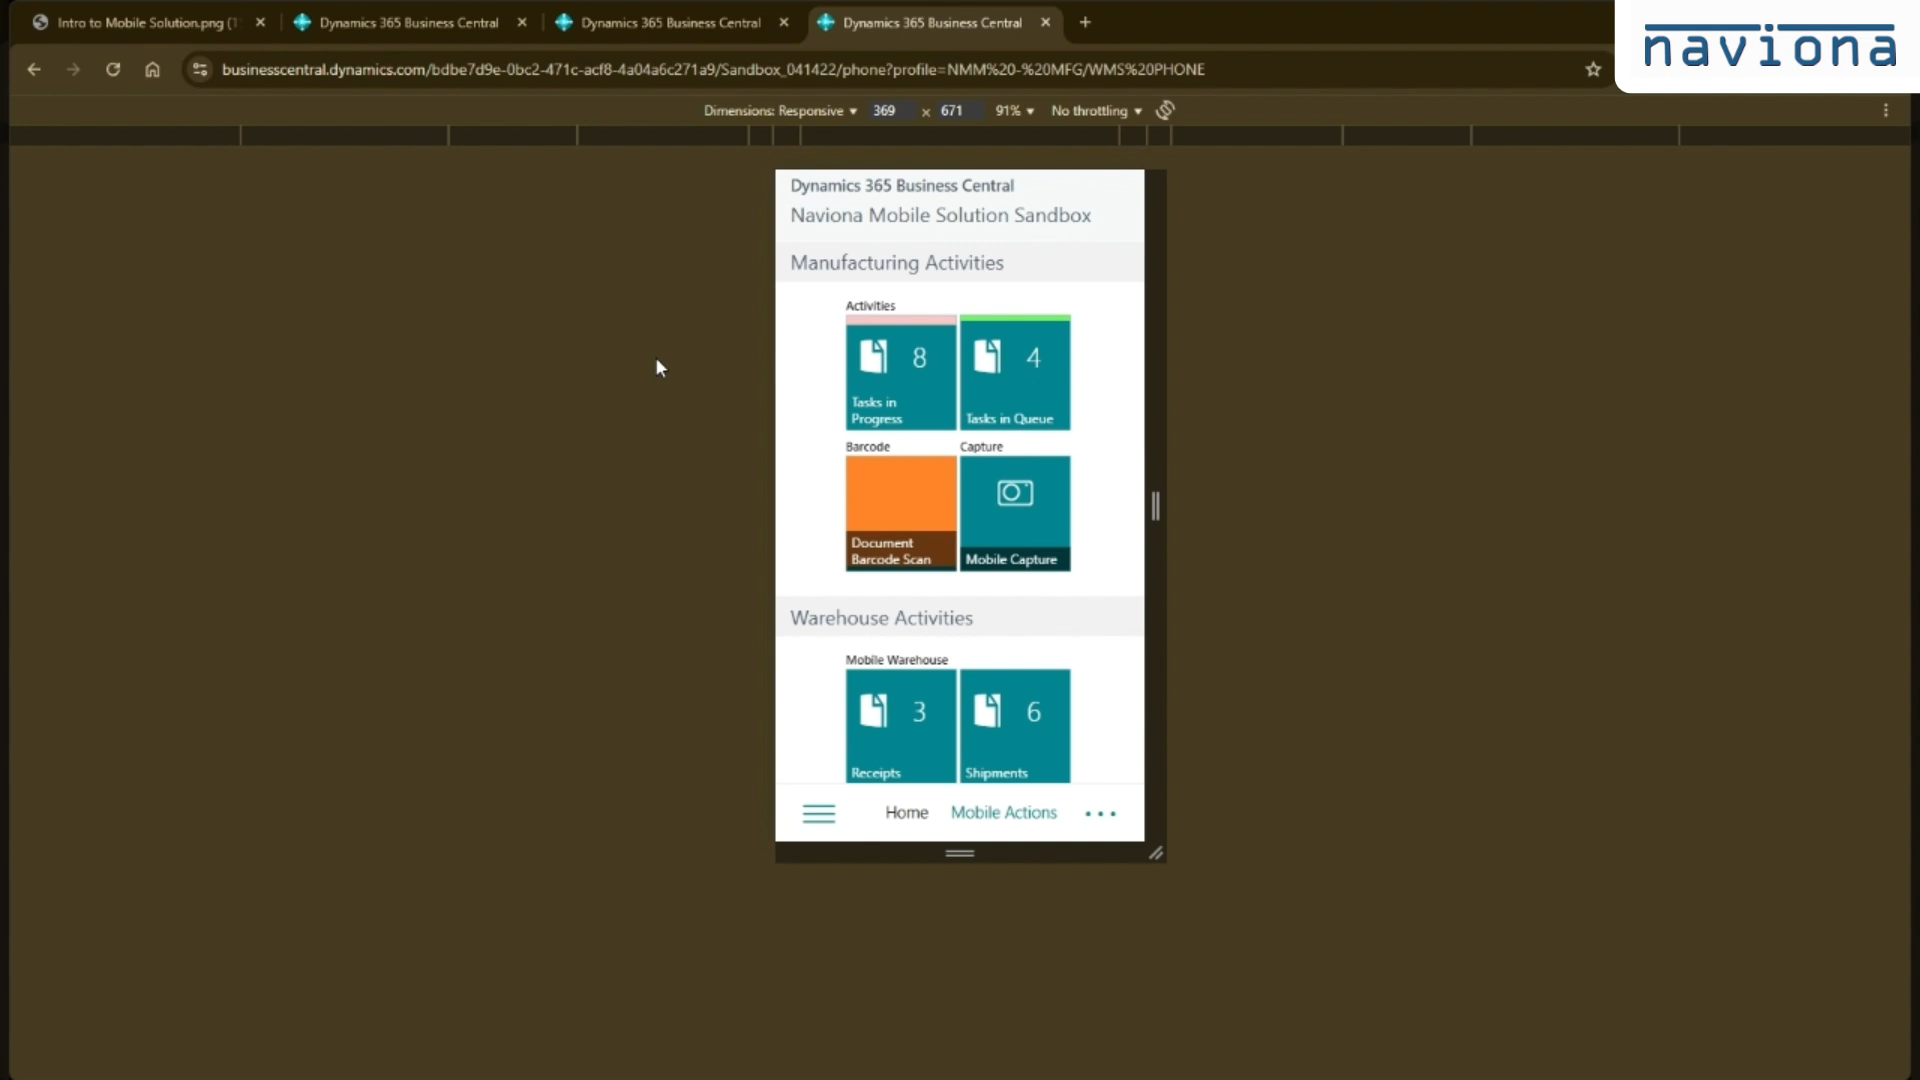 Intro to Mobile Solution.png (1
Dynamics 365 Business Central
Dynamics 365 Business Central
Dynamics 365 Business Central
naviona
businesscentral.dynamics.com/bdbe7d9e-0bc2-471c-acf8-4a04a6c271a9/Sandbox_041422/phone?profile=NMM%20-%20MFG/WMS%20PHONE
Dimensions: Responsive 369 x 671 91% No throttling
Dynamics 365 Business Central
Naviona Mobile Solution Sandbox
Manufacturing Activities
Activities
8
4
Tasks in
Progress
Tasks in Queue
Barcode
Capture
Document
Barcode Scan
Mobile Capture
Warehouse Activities
Mobile Warehouse
3
6
Receipts
Shipments
Home
Mobile Actions